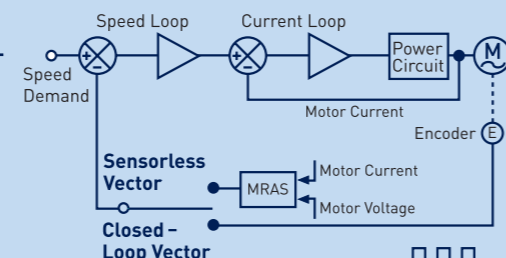 Speed Loop
Current Loop
+
−
+
−
Power
Circuit
M
Speed
Demand
Motor Current
Encoder
E
Sensorless
Vector
MRAS
Motor Current
Motor Voltage
Closed –
Loop Vector